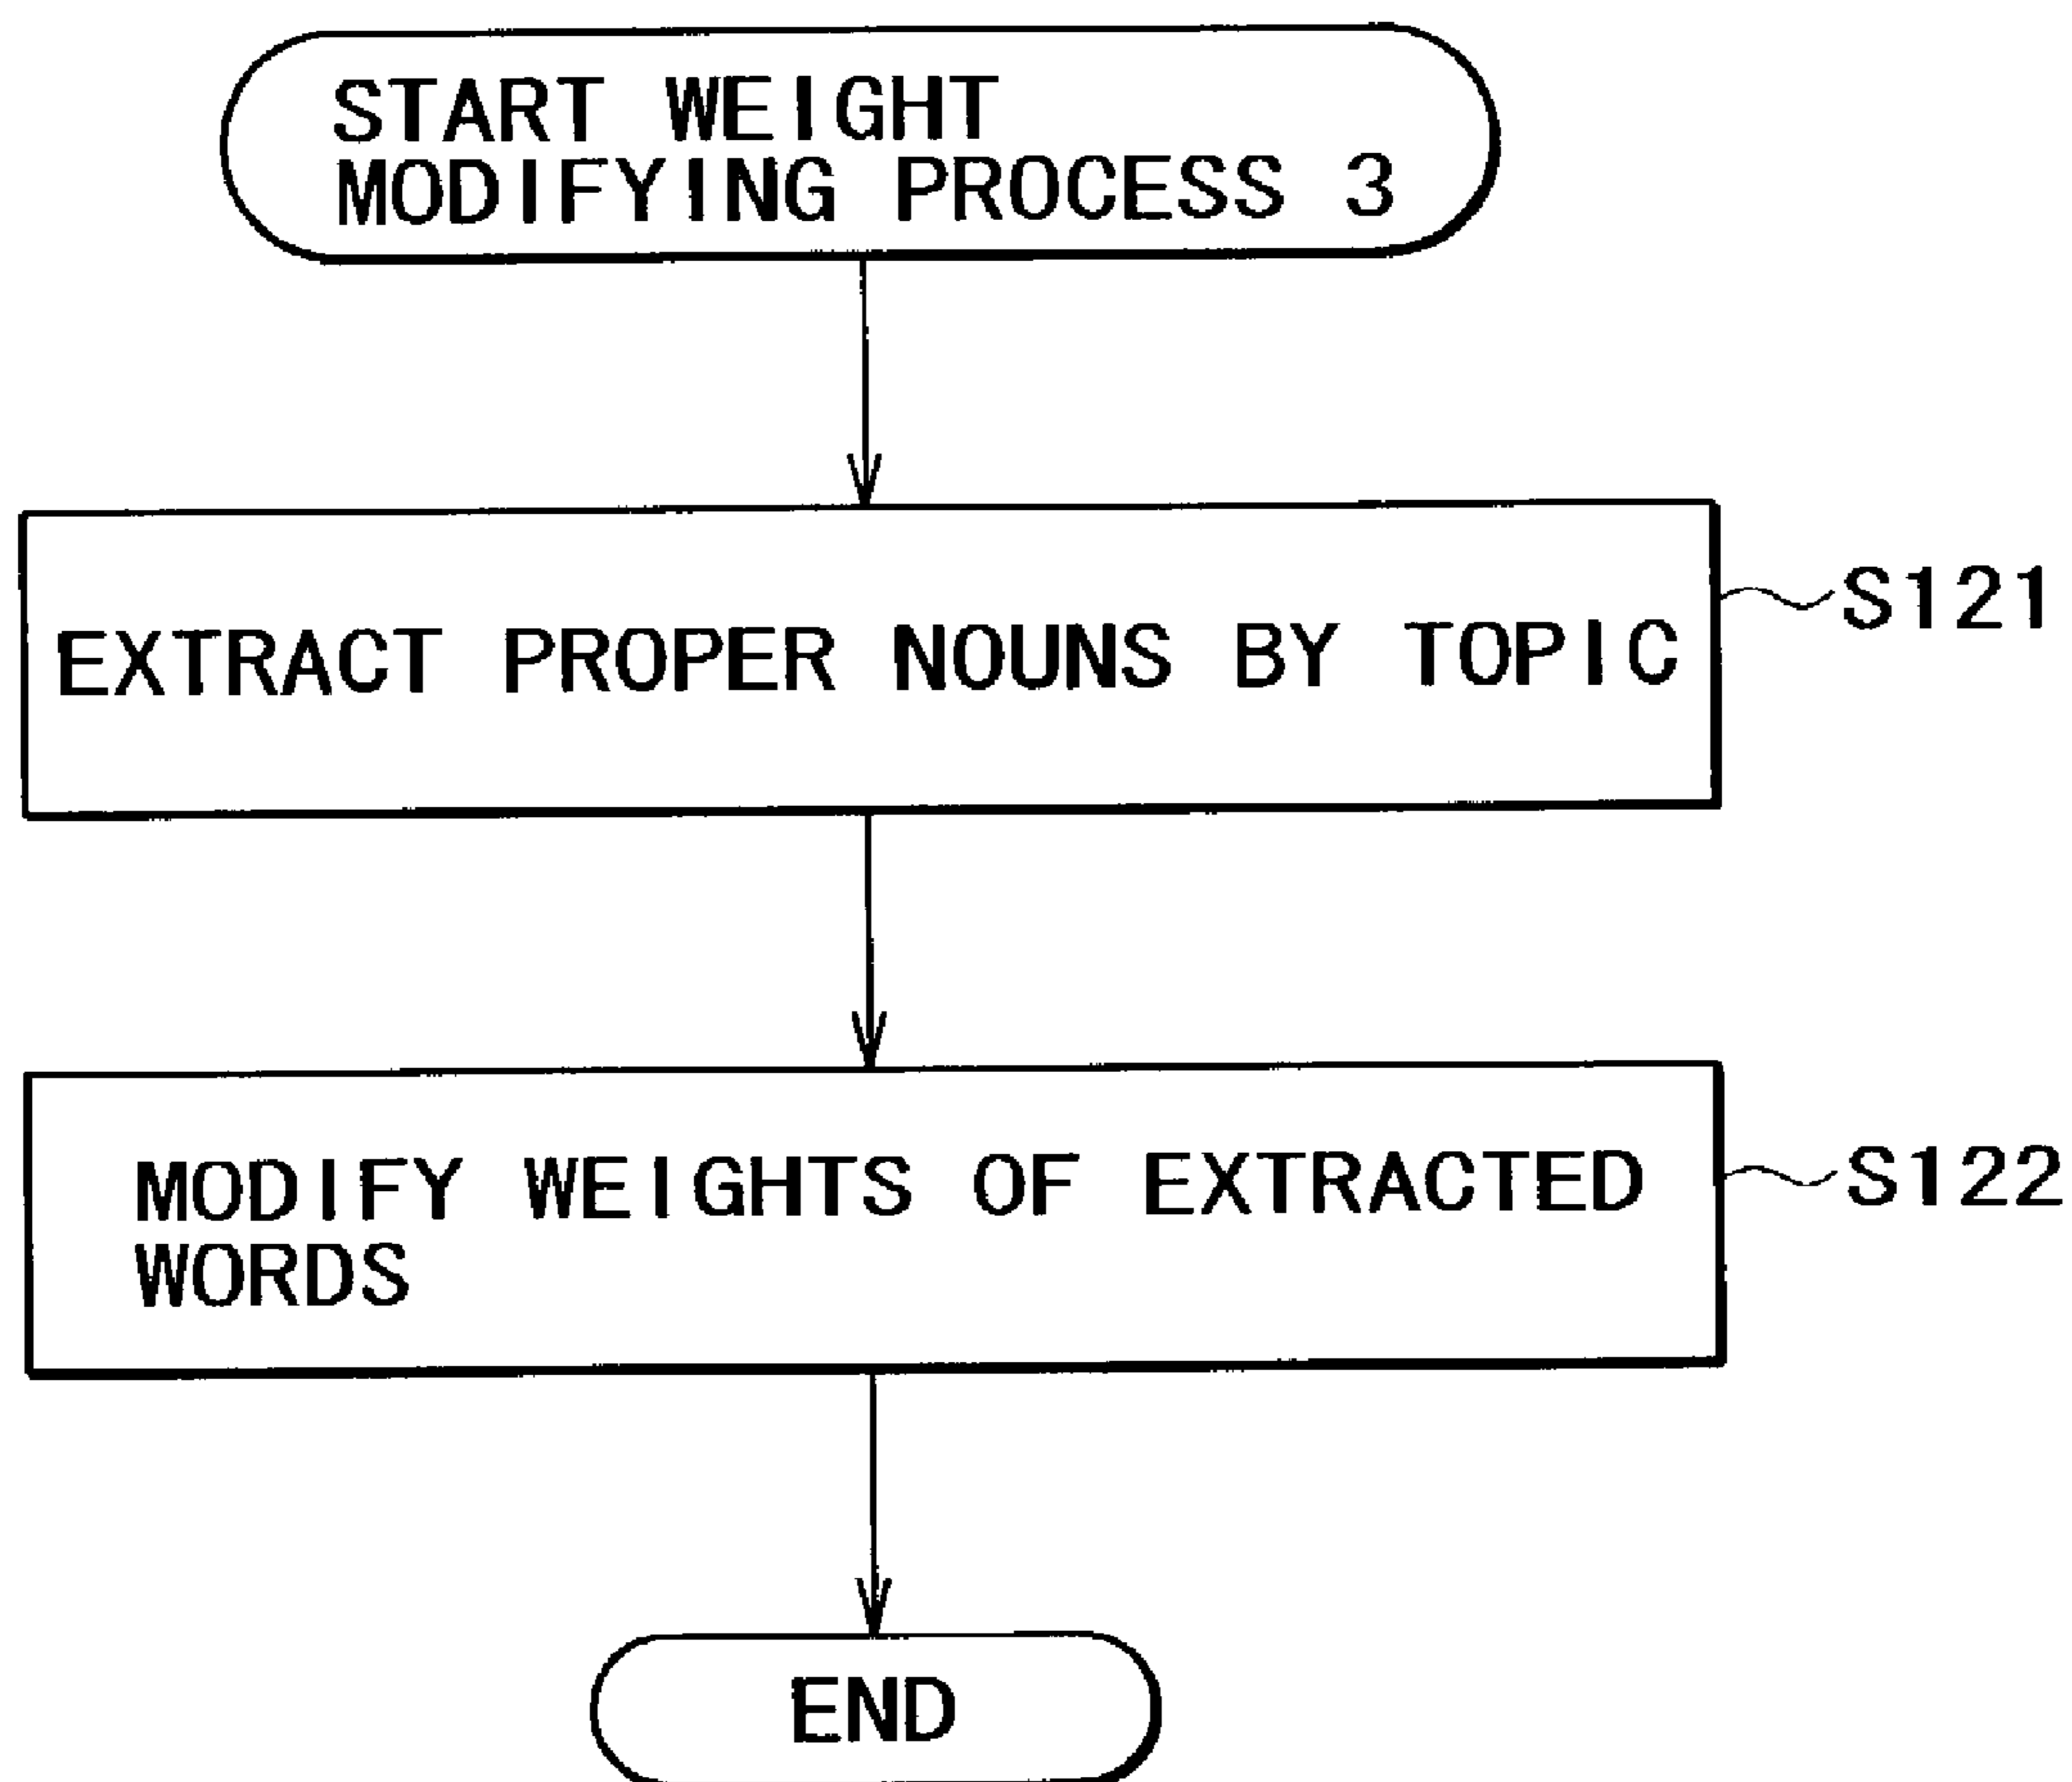 START WEIGHT
MODIFYING PROCESS 3
EXTRACT PROPER NOUNS BY TOPIC
S121
MODIFY WEIGHTS OF EXTRACTED
WORDS
S122
END